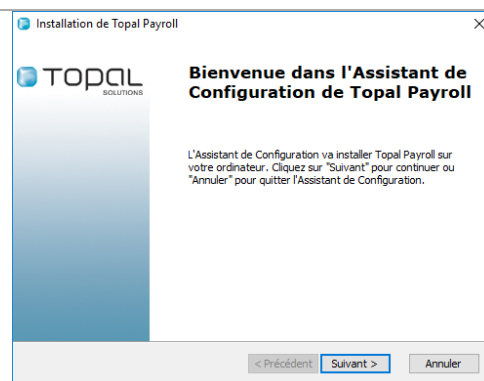 Installation de Topal Payroll
TOPAL
SOLUTIONS
Bienvenue dans l'Assistant de
Configuration de Topal Payroll
L'Assistant de Configuration va installer Topal Payroll sur
votre ordinateur. Cliquez sur "Suivant" pour continuer ou
"Annuler" pour quitter l'Assistant de Configuration.
< Précédent Suivant > Annuler